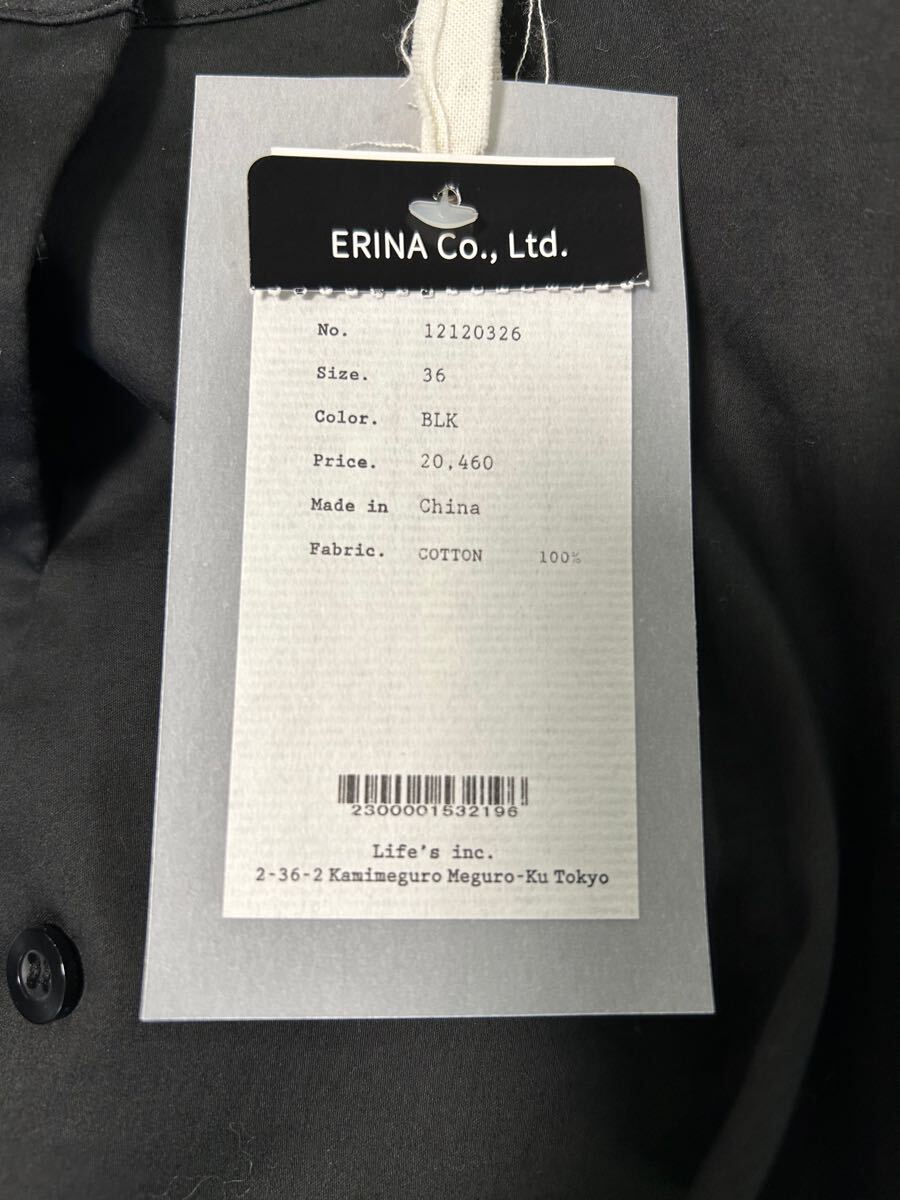 ERINA Co., Ltd.
No. 12120326
Size. 36
Color. BLK
Price. 20,460
Made in China
Fabric. COTTON 100%
2300001532196
Life's inc.
2-36-2 Kamimeguro Meguro-Ku Tokyo